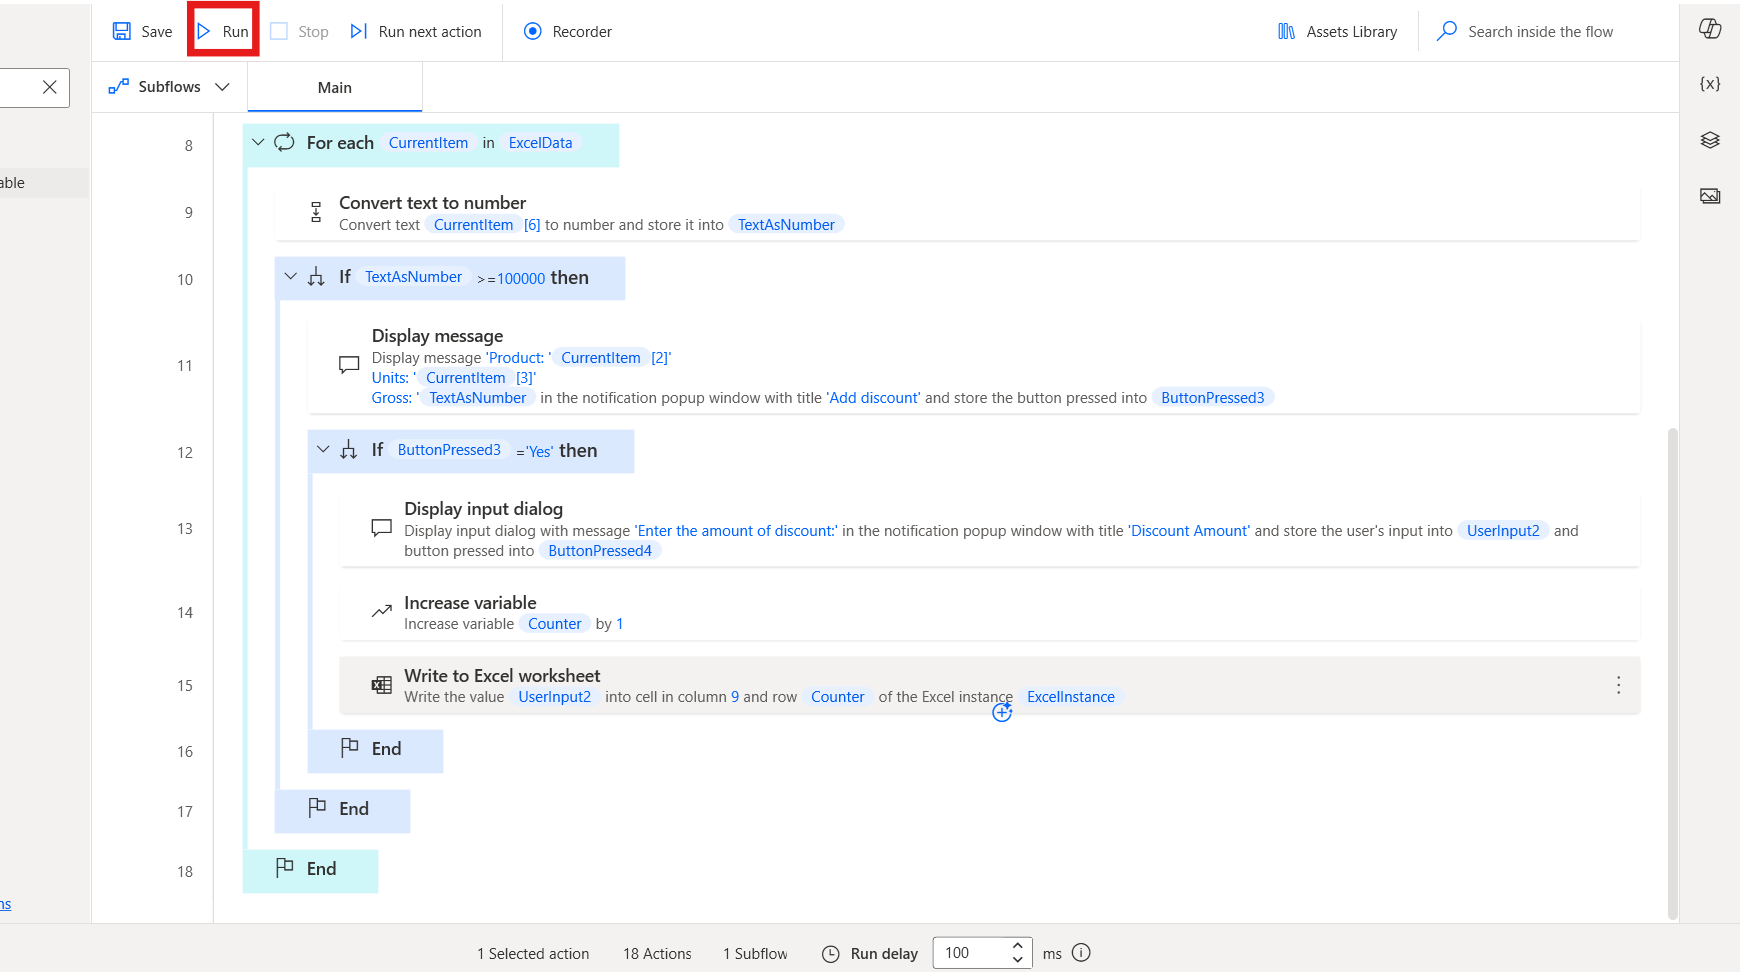 Save Run Stop Run next action Recorder Assets Library Search inside the flow
Subflows Main
{x}
8 For each CurrentItem in ExcelData
able
9 Convert text to number
Convert text CurrentItem [6] to number and store it into TextAsNumber
10 If TextAsNumber >=100000 then
11 Display message
Display message 'Product: ' CurrentItem [2]'
Units: ' CurrentItem [3]'
Gross: ' TextAsNumber in the notification popup window with title 'Add discount' and store the button pressed into ButtonPressed3
12 If ButtonPressed3 ='Yes' then
13 Display input dialog
Display input dialog with message 'Enter the amount of discount:' in the notification popup window with title 'Discount Amount' and store the user's input into UserInput2 and
button pressed into ButtonPressed4
14 Increase variable
Increase variable Counter by 1
15 Write to Excel worksheet
Write the value UserInput2 into cell in column 9 and row Counter of the Excel instance ExcelInstance
16 End
17 End
18 End
ns
1 Selected action 18 Actions 1 Subflow Run delay 100 ms